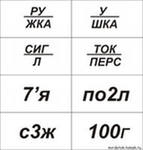 РУ У
ЖКА ШКА
СИГ ТОК
Л ПЕРС
7'я по2л
с3ж 100г